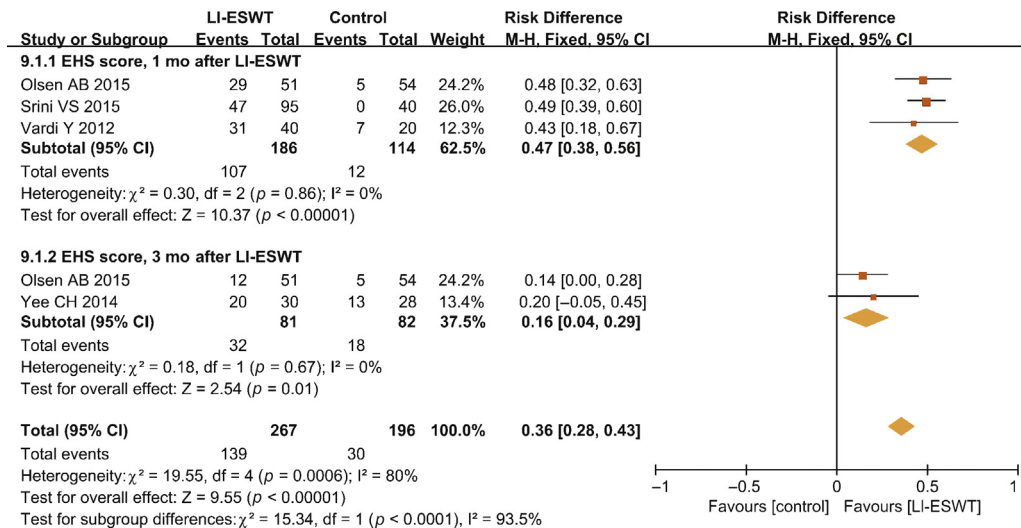 LI-ESWT Control Risk Difference Risk Difference
Study or Subgroup Events Total Events Total Weight M-H, Fixed, 95% CI M-H, Fixed, 95% CI
9.1.1 EHS score, 1 mo after LI-ESWT
Olsen AB 2015 29 51 5 54 24.2% 0.48 [0.32, 0.63]
Srini VS 2015 47 95 0 40 26.0% 0.49 [0.39, 0.60]
Vardi Y 2012 31 40 7 20 12.3% 0.43 [0.18, 0.67]
Subtotal (95% CI) 186 114 62.5% 0.47 [0.38, 0.56]
Total events 107 12
Heterogeneity: χ² = 0.30, df = 2 (p = 0.86); I² = 0%
Test for overall effect: Z = 10.37 (p < 0.00001)
9.1.2 EHS score, 3 mo after LI-ESWT
Olsen AB 2015 12 51 5 54 24.2% 0.14 [0.00, 0.28]
Yee CH 2014 20 30 13 28 13.4% 0.20 [−0.05, 0.45]
Subtotal (95% CI) 81 82 37.5% 0.16 [0.04, 0.29]
Total events 32 18
Heterogeneity: χ² = 0.18, df = 1 (p = 0.67); I² = 0%
Test for overall effect: Z = 2.54 (p = 0.01)
Total (95% CI) 267 196 100.0% 0.36 [0.28, 0.43]
Total events 139 30
Heterogeneity: χ² = 19.55, df = 4 (p = 0.0006); I² = 80%
Test for overall effect: Z = 9.55 (p < 0.00001)
Test for subgroup differences: χ² = 15.34, df = 1 (p < 0.0001), I² = 93.5%
−1 −0.5 0 0.5 1
Favours [control] Favours [LI-ESWT]